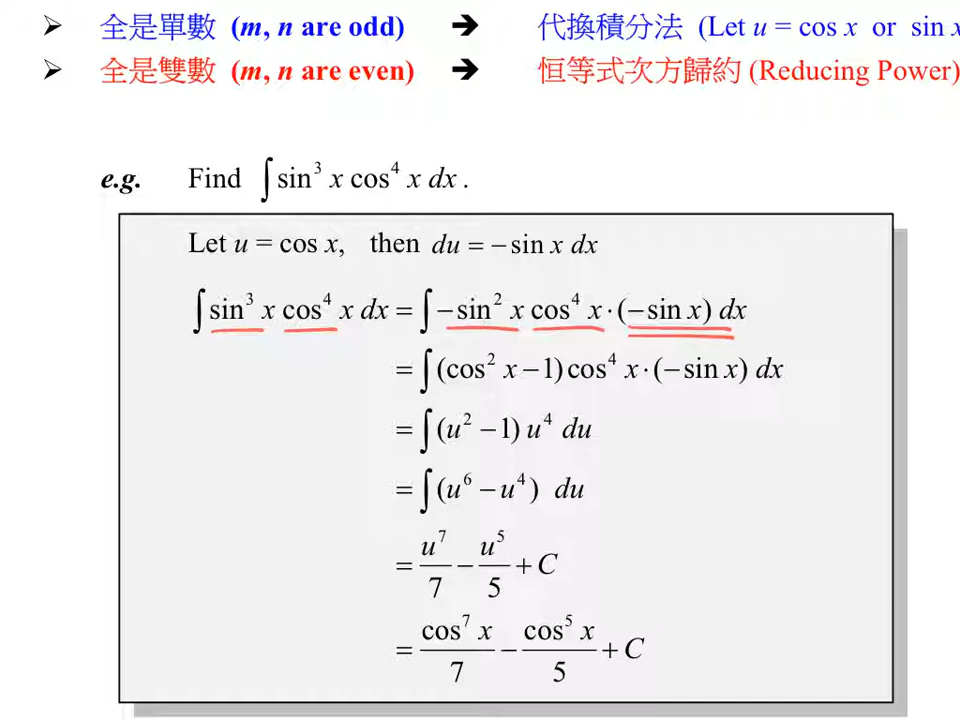 ➢ 全是單數 (m, n are odd) ➔ 代換積分法 (Let u = cos x or sin x
➢ 全是雙數 (m, n are even) ➔ 恒等式次方歸約 (Reducing Power)
e.g. Find ∫ sin³ x cos⁴ x dx .
Let u = cos x, then du = − sin x dx
∫ sin³ x cos⁴ x dx = ∫ − sin² x cos⁴ x · (− sin x) dx
= ∫ (cos² x − 1) cos⁴ x · (− sin x) dx
= ∫ (u² − 1) u⁴ du
= ∫ (u⁶ − u⁴) du
= u⁷/7 − u⁵/5 + C
= cos⁷ x/7 − cos⁵ x/5 + C